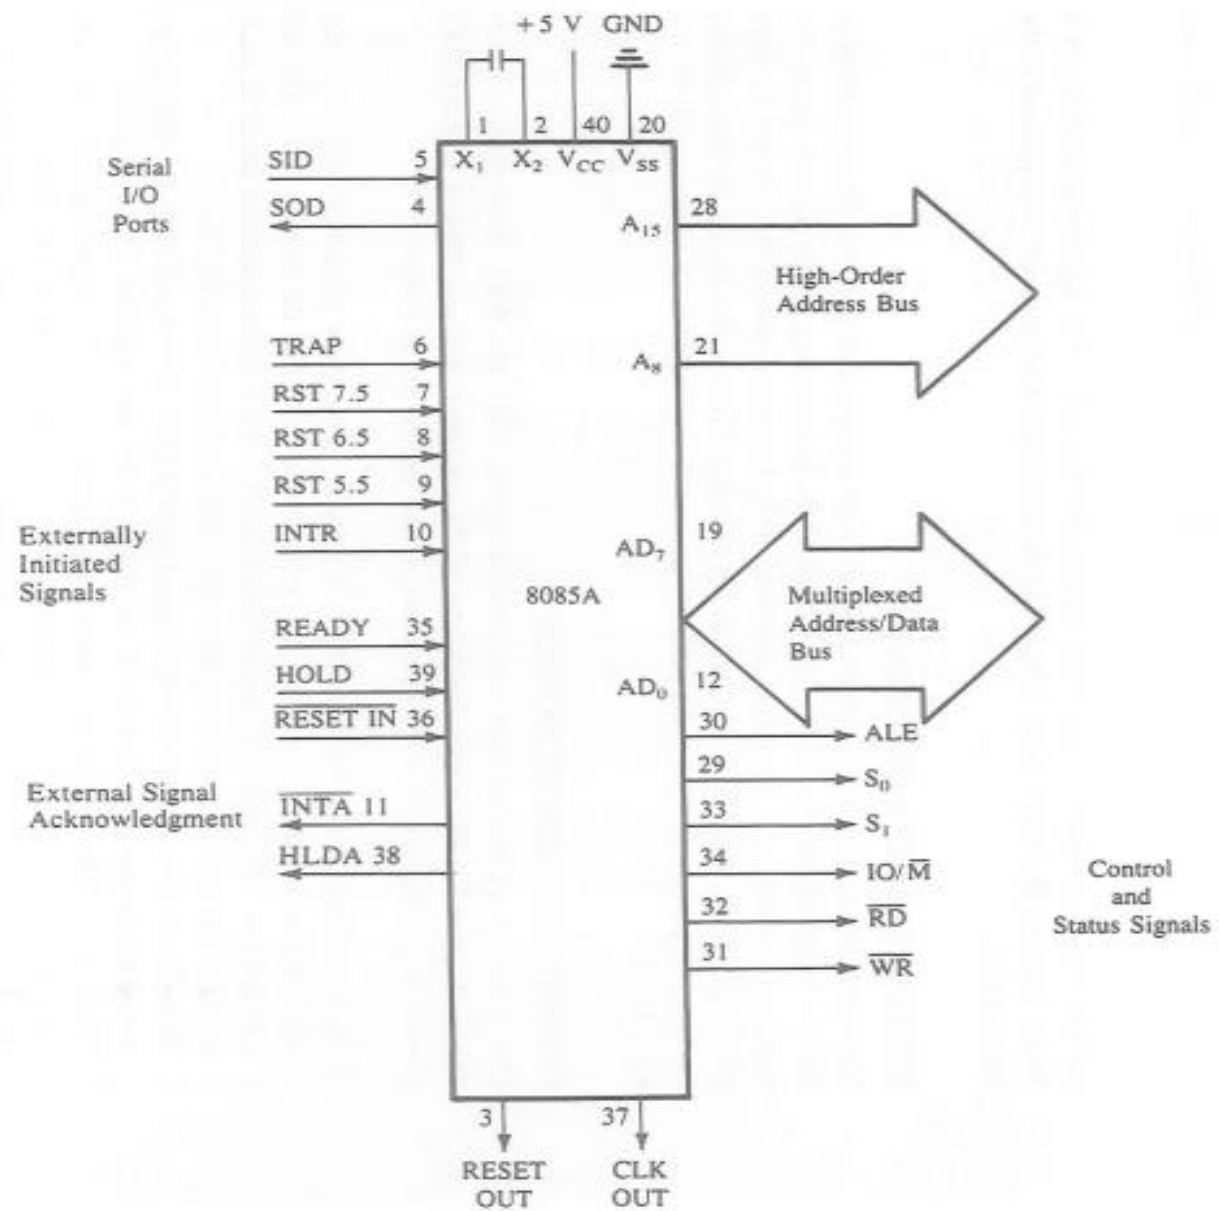 +5 V GND
1 2 40 20
X1 X2 VCC VSS
Serial
I/O
Ports
SID 5
SOD 4
TRAP 6
RST 7.5 7
RST 6.5 8
RST 5.5 9
INTR 10
Externally
Initiated
Signals
READY 35
HOLD 39
RESET IN 36
External Signal
Acknowledgment
INTA 11
HLDA 38
8085A
A15 28
High-Order
Address Bus
A8 21
AD7 19
Multiplexed
Address/Data
Bus
AD0 12
30 ALE
29 S0
33 S1
34 IO/M̅
32 R̅D̅
31 W̅R̅
Control
and
Status Signals
3 37
RESET
OUT
CLK
OUT